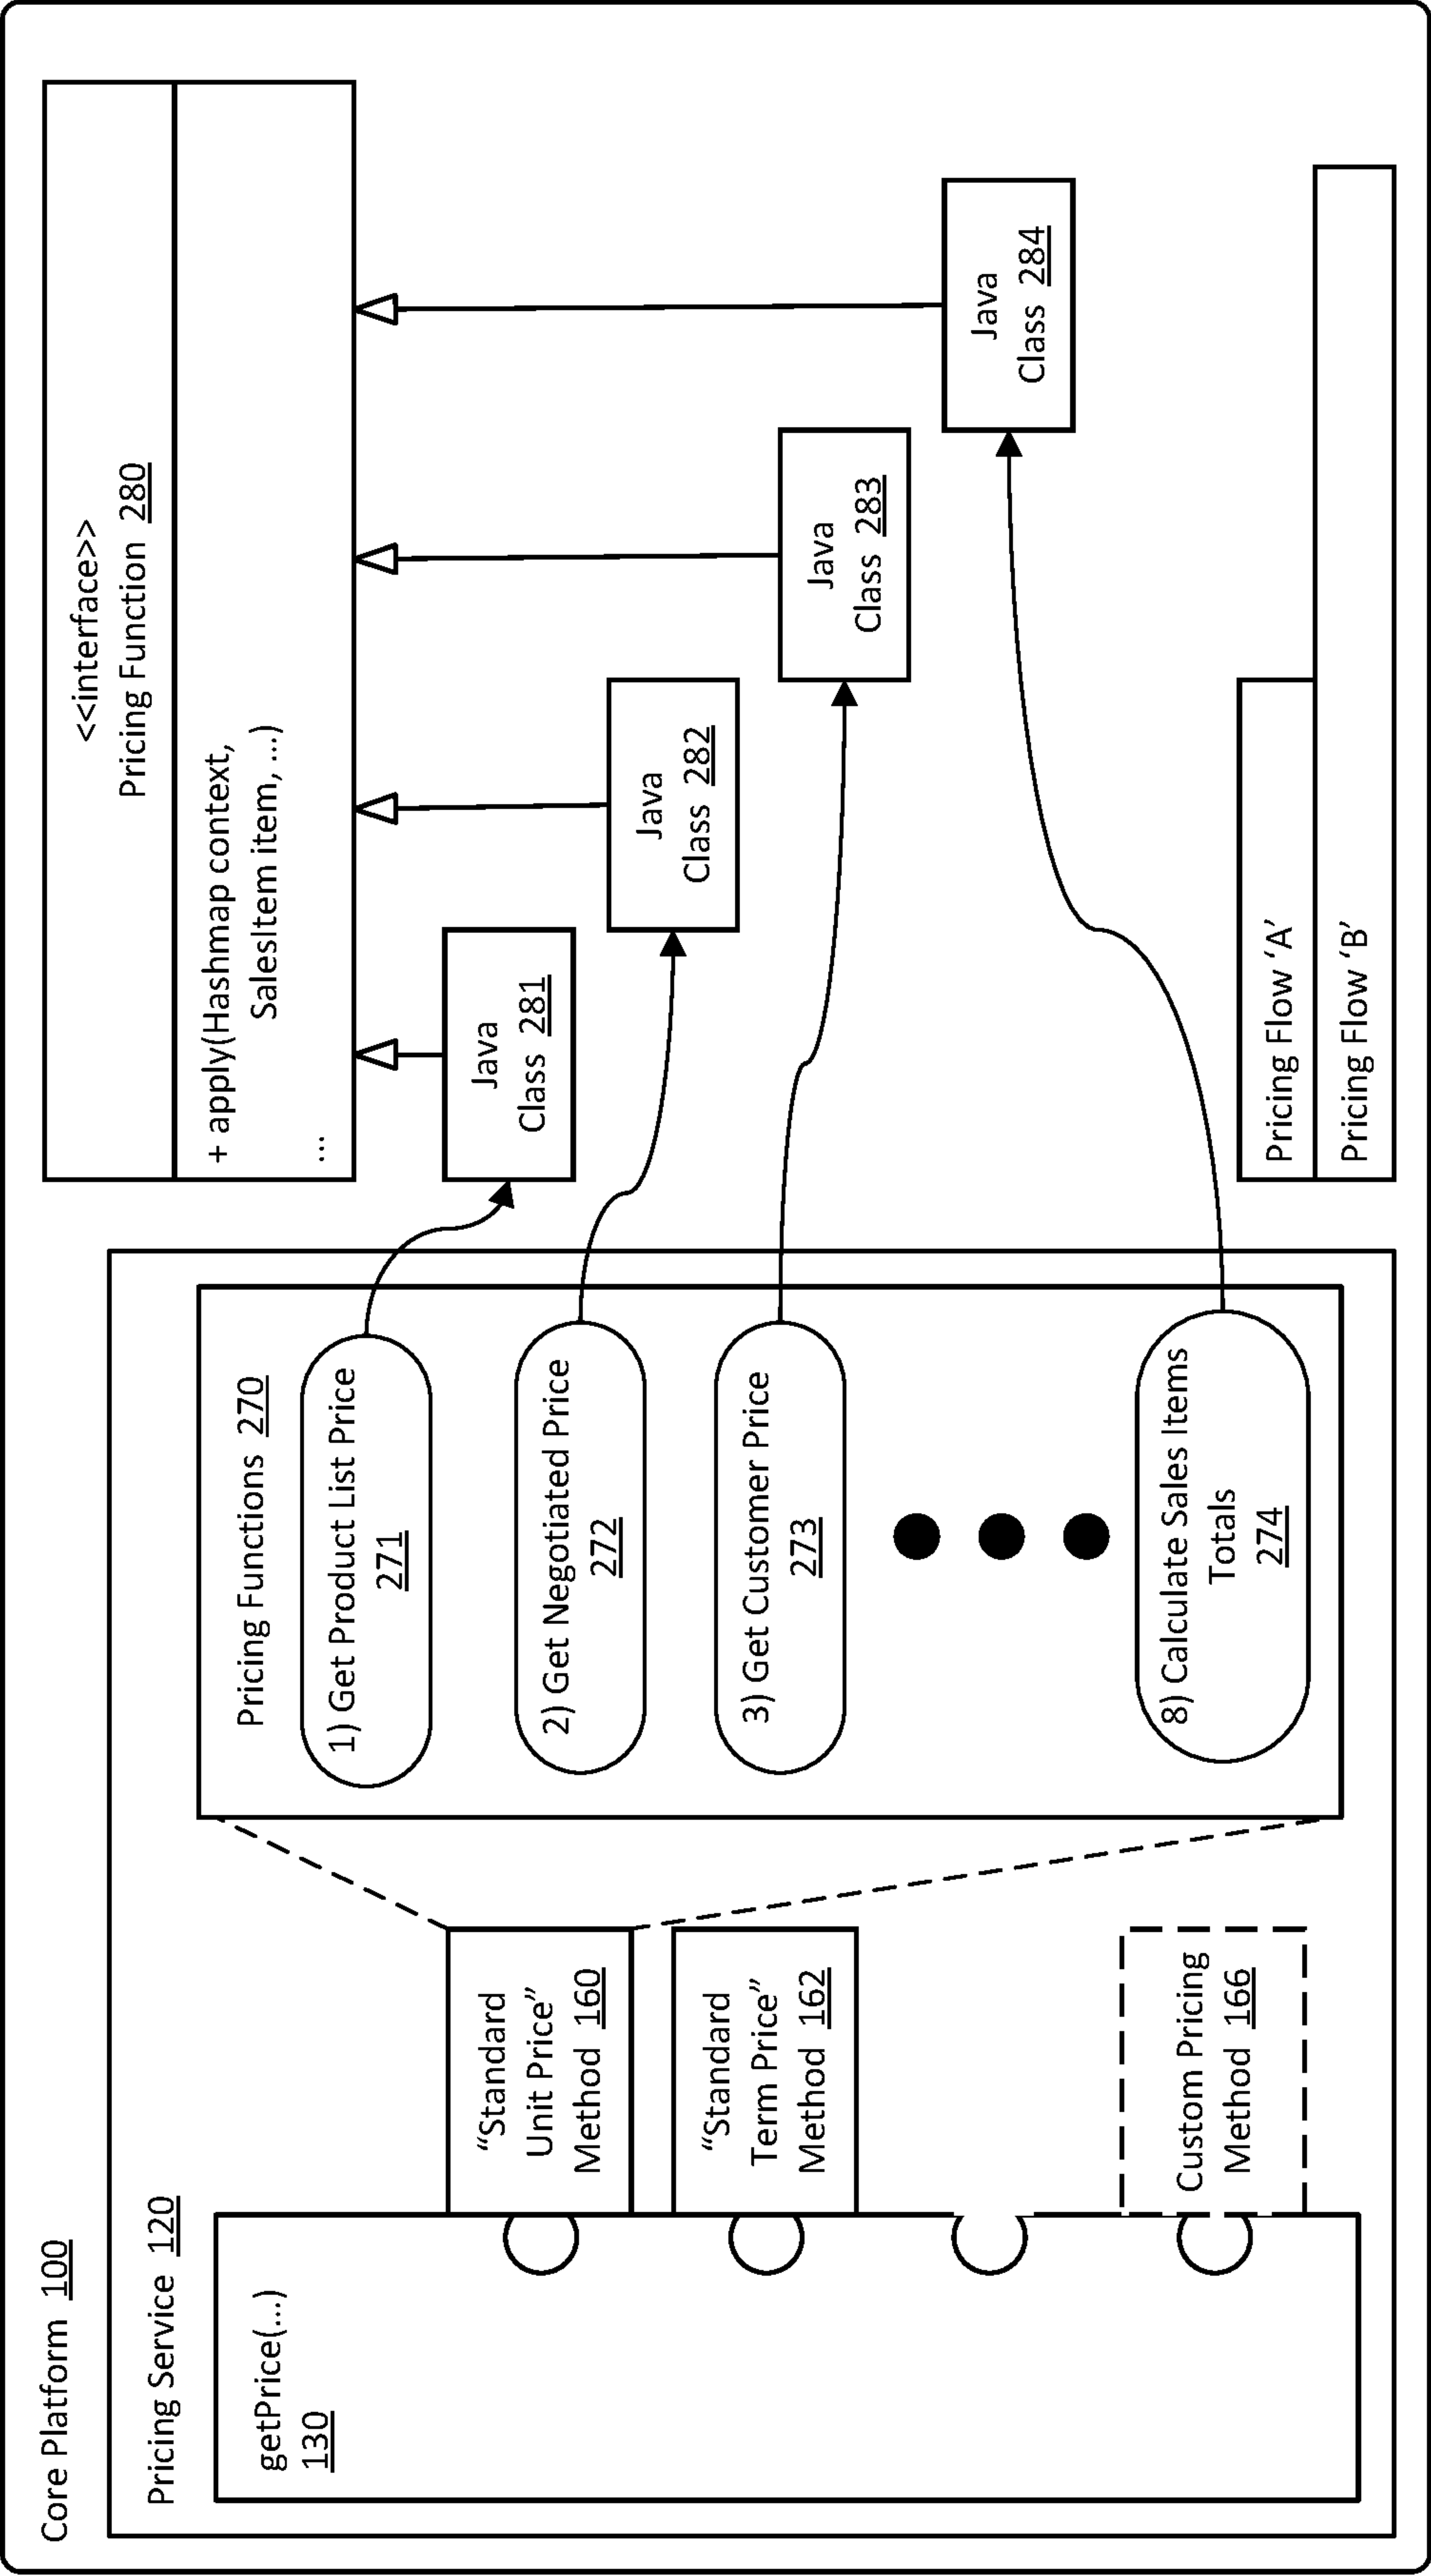 Core Platform 100
Pricing Service 120
getPrice(...)
130
“Standard
Unit Price”
Method 160
“Standard
Term Price”
Method 162
Custom Pricing
Method 166
Pricing Functions 270
1) Get Product List Price
271
2) Get Negotiated Price
272
3) Get Customer Price
273
8) Calculate Sales Items
Totals
274
<<interface>>
Pricing Function 280
+ apply(Hashmap context,
SalesItem item, ...)
...
Java
Class 281
Java
Class 282
Java
Class 283
Java
Class 284
Pricing Flow ‘A’
Pricing Flow ‘B’